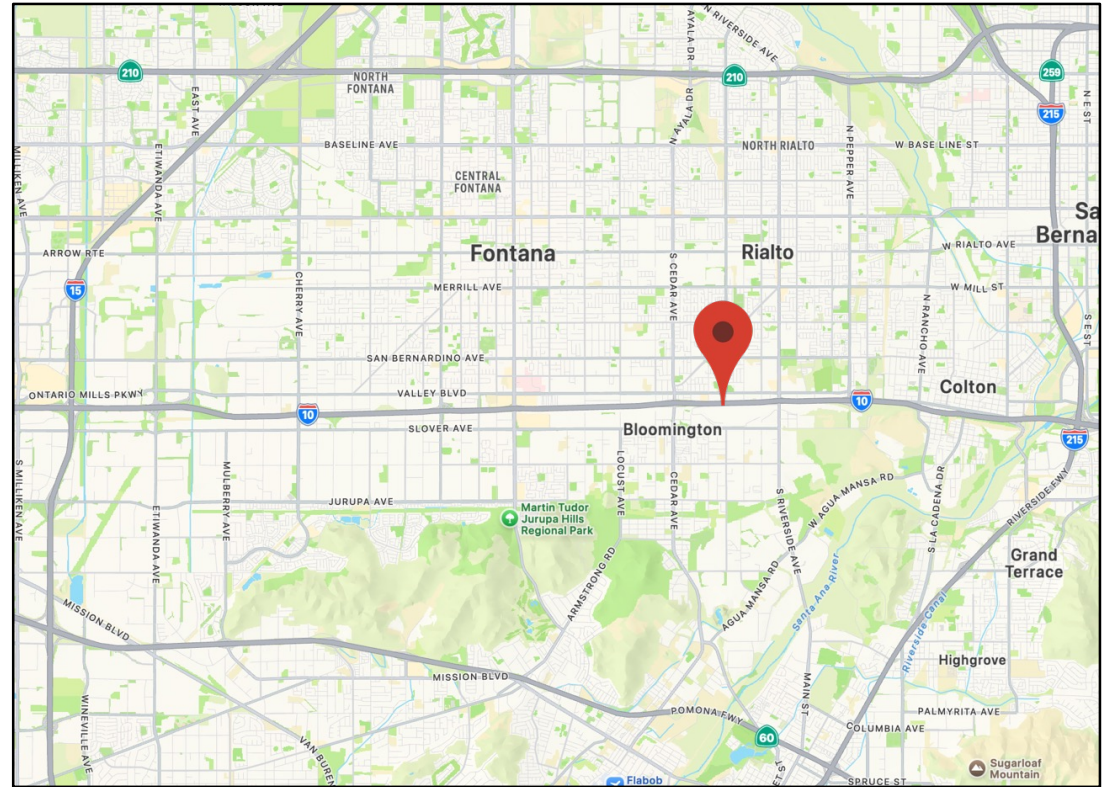 N RIVERSIDE AVE
N AYALA DR
210
NORTH
FONTANA
210
259
215
EAST AVE
N E ST
N AYALA DR
BASELINE AVE
NORTH RIALTO
N PEPPER AVE
W BASE LINE ST
MILLIKEN AVE
ETIWANDA AVE
CENTRAL
FONTANA
Sa
Berna
ARROW RTE
Fontana
Rialto
W RIALTO AVE
15
CHERRY AVE
MERRILL AVE
S CEDAR AVE
W MILL ST
N RANCHO AVE
S E ST
SAN BERNARDINO AVE
ONTARIO MILLS PKWY
VALLEY BLVD
10
10
Colton
SLOVER AVE
Bloomington
215
S MILLIKEN AVE
MULBERRY AVE
LOCUST AVE
CEDAR AVE
S RIVERSIDE AVE
W AGUA MANSA RD
S LA CADENA DR
RIVERSIDE FWY
JURUPA AVE
Martin Tudor
Jurupa Hills
Regional Park
ETIWANDA AVE
ARMSTRONG RD
AGUA MANSA RD
Santa Ana River
Grand
Terrace
MISSION BLVD
Riverside Canal
Highgrove
MISSION BLVD
WINEVILLE AVE
VAN BUREN
POMONA FWY
MAIN ST
PALMYRITA AVE
COLUMBIA AVE
60
Sugarloaf
Mountain
Flabob
ST
SPRUCE ST